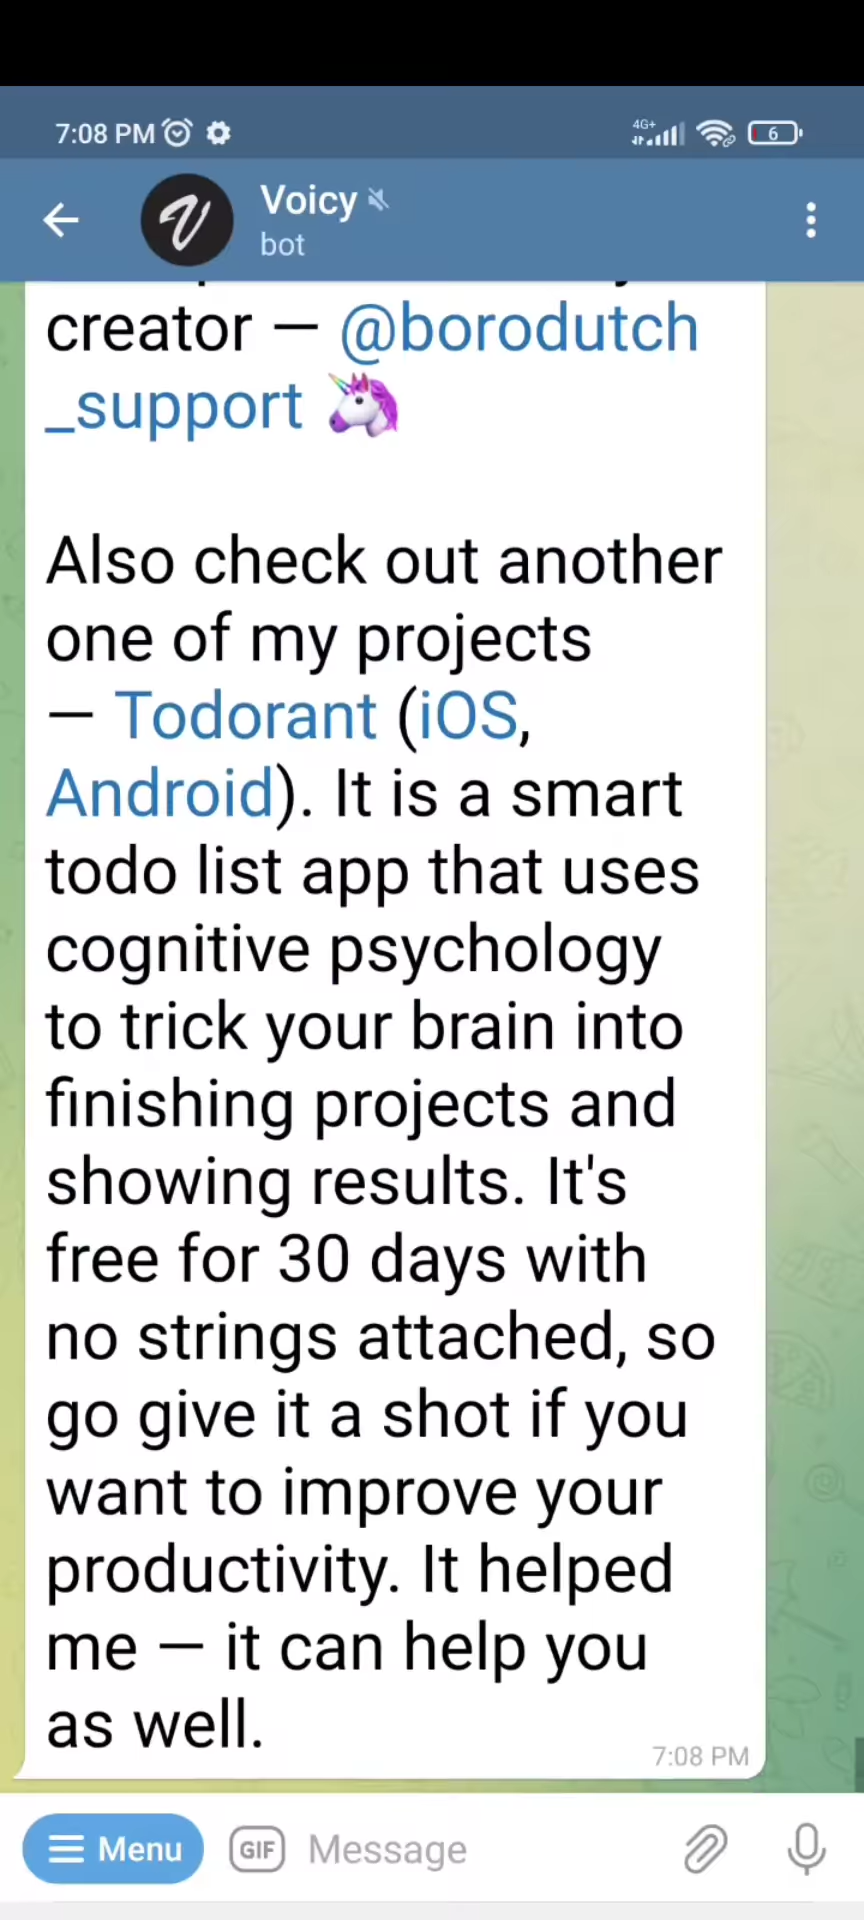 7:08 PM
4G+
6
Voicy
bot
creator — @borodutch
_support 🦄
Also check out another
one of my projects
— Todorant (iOS,
Android). It is a smart
todo list app that uses
cognitive psychology
to trick your brain into
finishing projects and
showing results. It's
free for 30 days with
no strings attached, so
go give it a shot if you
want to improve your
productivity. It helped
me — it can help you
as well.
7:08 PM
Menu
GIF
Message